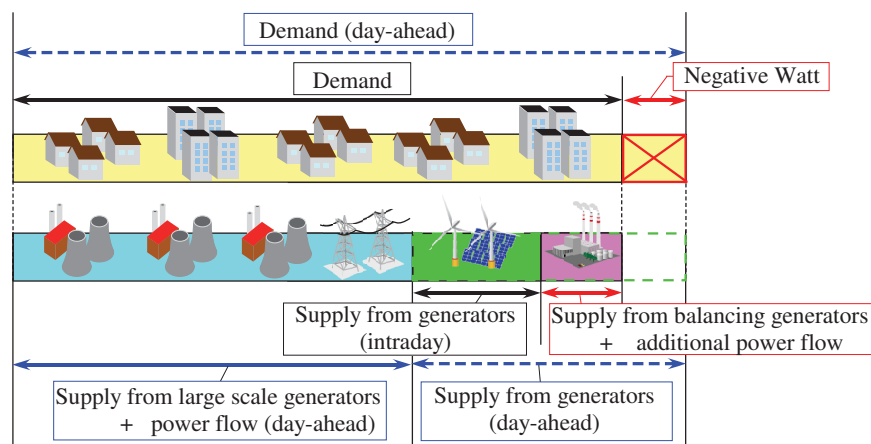 Demand (day-ahead)
Demand
Negative Watt
Supply from generators
(intraday)
Supply from balancing generators
+ additional power flow
Supply from large scale generators
+ power flow (day-ahead)
Supply from generators
(day-ahead)